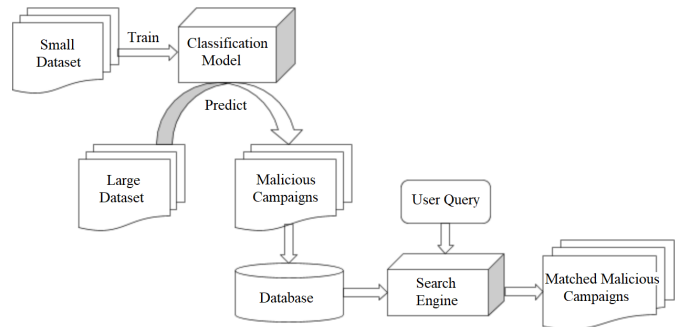 Small
Dataset
Train
Classification
Model
Predict
Large
Dataset
Malicious
Campaigns
User Query
Database
Search
Engine
Matched Malicious
Campaigns